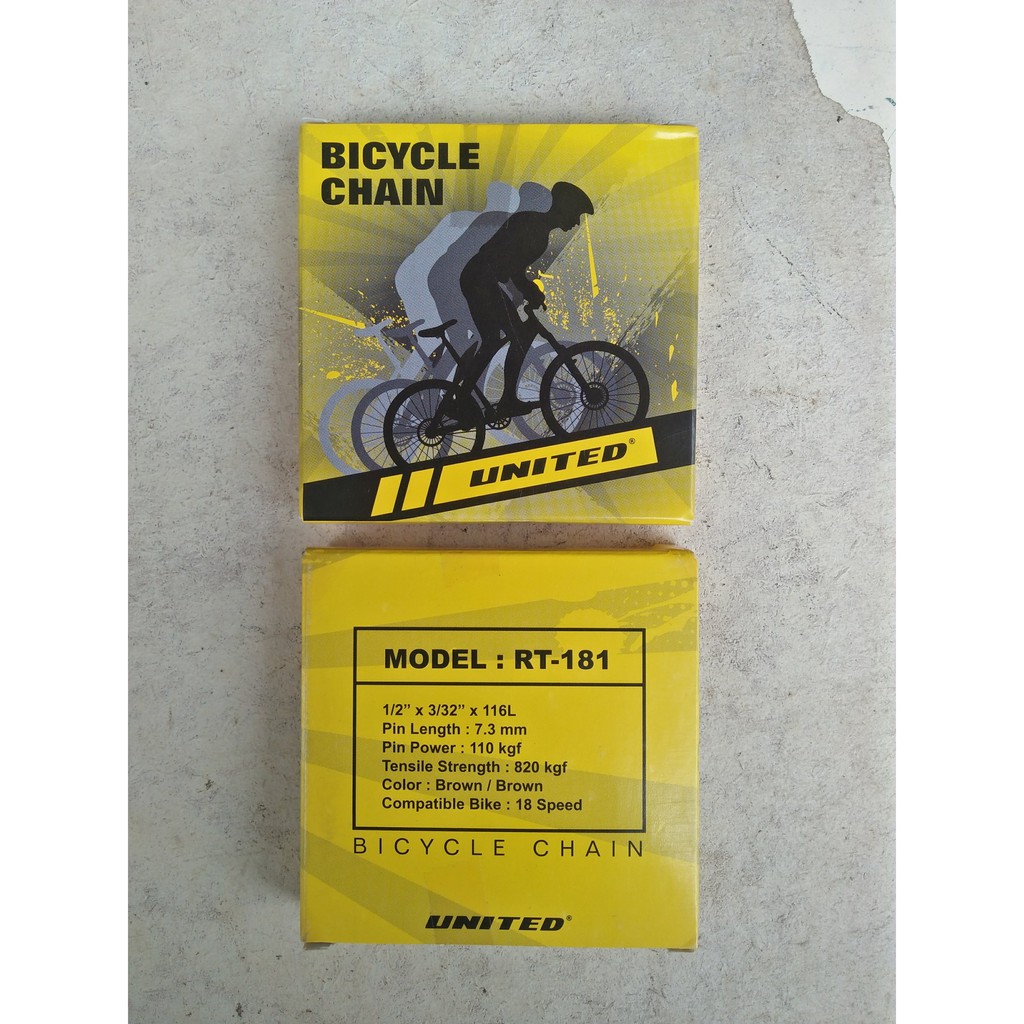 BICYCLE
CHAIN
UNITED®
MODEL : RT-181
1/2” x 3/32” x 116L
Pin Length : 7.3 mm
Pin Power : 110 kgf
Tensile Strength : 820 kgf
Color : Brown / Brown
Compatible Bike : 18 Speed
BICYCLE CHAIN
UNITED®